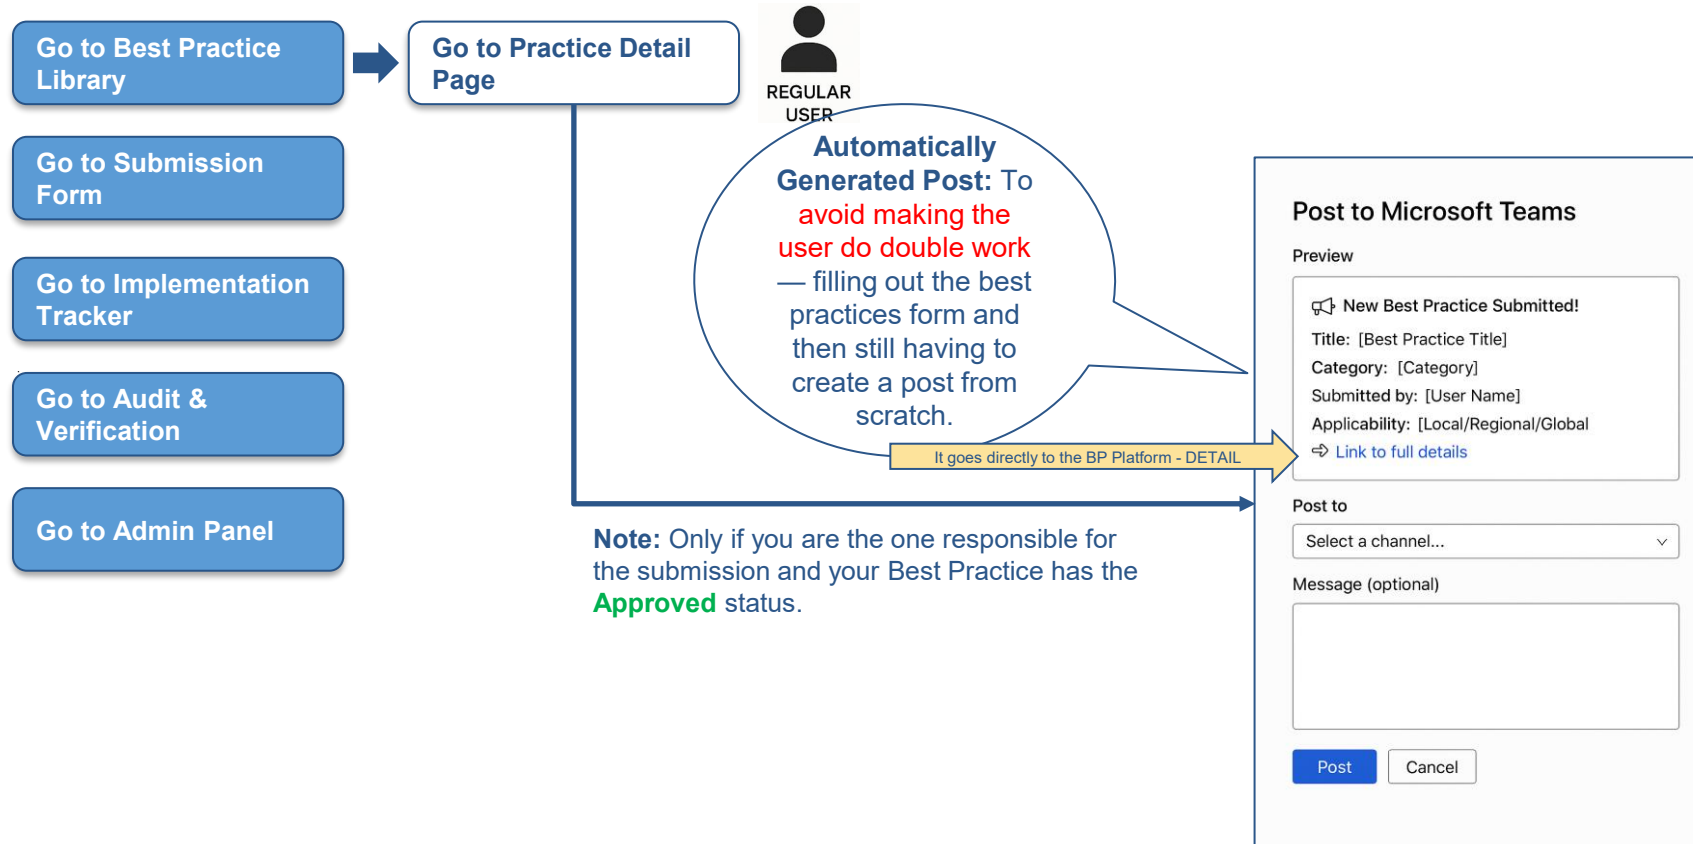 Go to Best Practice
Library
Go to Practice Detail
Page
REGULAR
USER
Go to Submission
Form
Go to Implementation
Tracker
Go to Audit &
Verification
Go to Admin Panel
Automatically
Generated Post: To
avoid making the
user do double work
— filling out the best
practices form and
then still having to
create a post from
scratch.
It goes directly to the BP Platform - DETAIL
Note: Only if you are the one responsible for
the submission and your Best Practice has the
Approved status.
Post to Microsoft Teams
Preview
New Best Practice Submitted!
Title: [Best Practice Title]
Category: [Category]
Submitted by: [User Name]
Applicability: [Local/Regional/Global
Link to full details
Post to
Select a channel...
Message (optional)
Post
Cancel